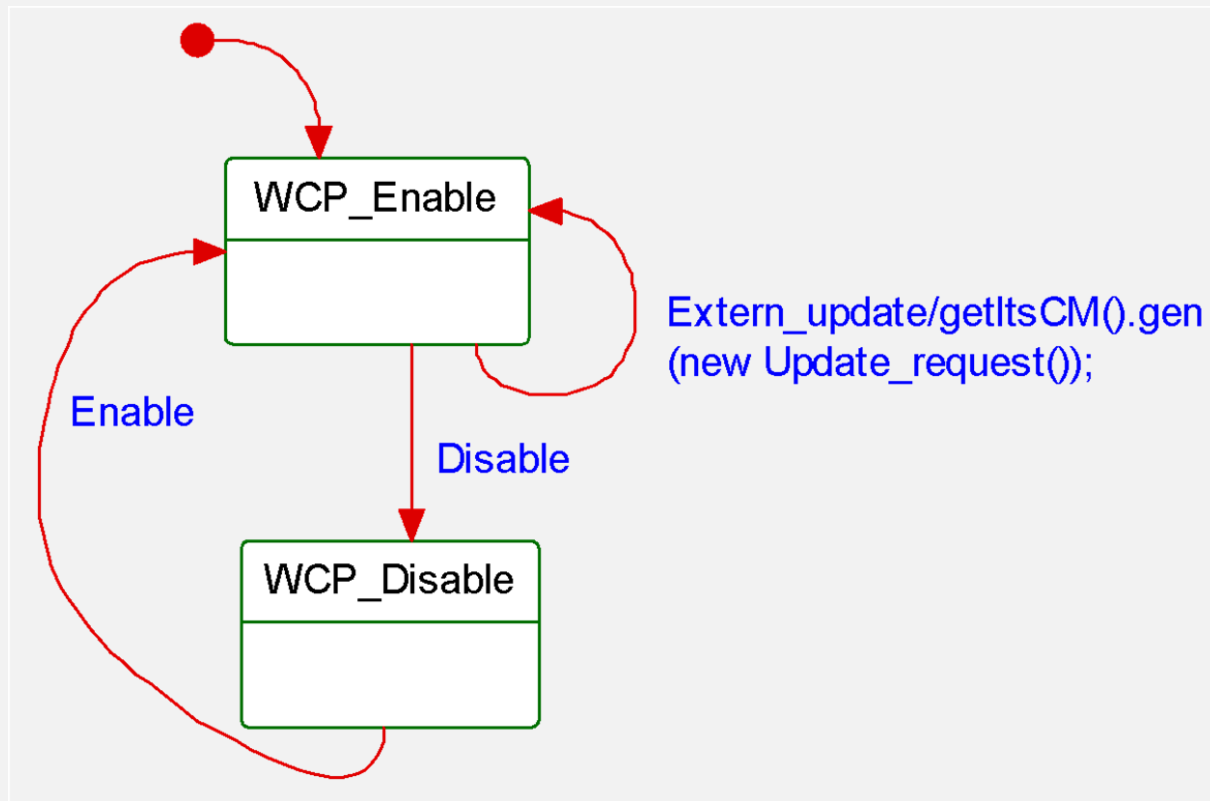 WCP_Enable
Extern_update/getItsCM().gen
(new Update_request());
Enable
Disable
WCP_Disable